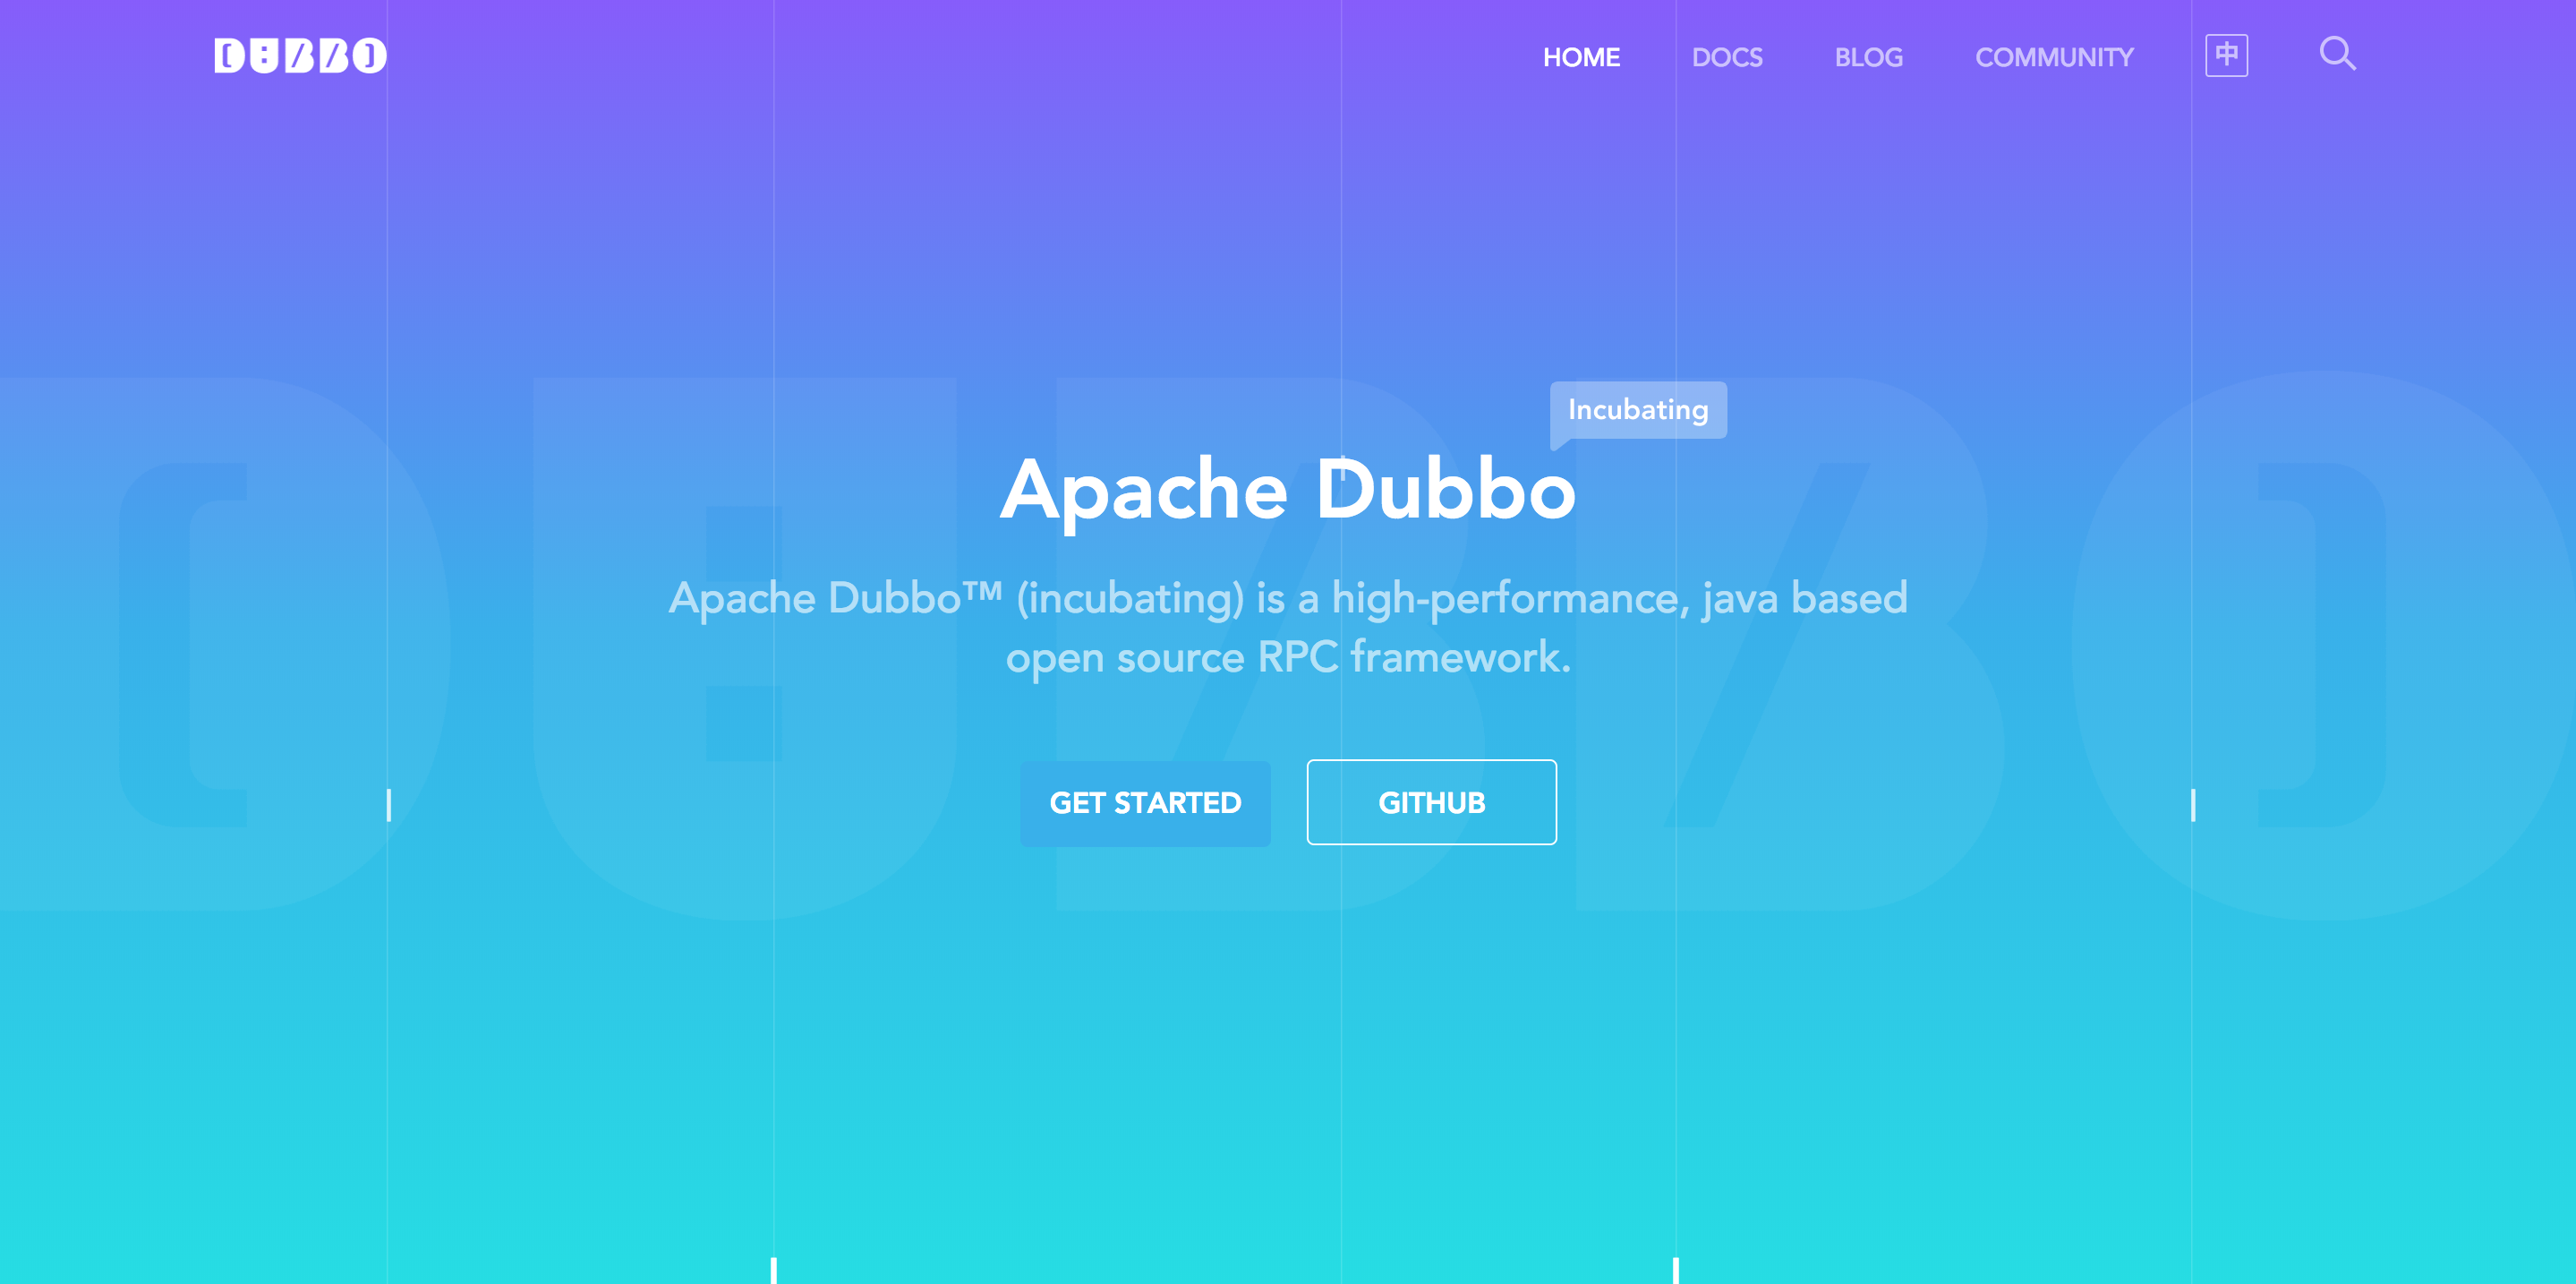 DUBBO
HOME DOCS BLOG COMMUNITY 中
DUBBO
Incubating
Apache Dubbo
Apache Dubbo™ (incubating) is a high-performance, java based
open source RPC framework.
GET STARTED GITHUB